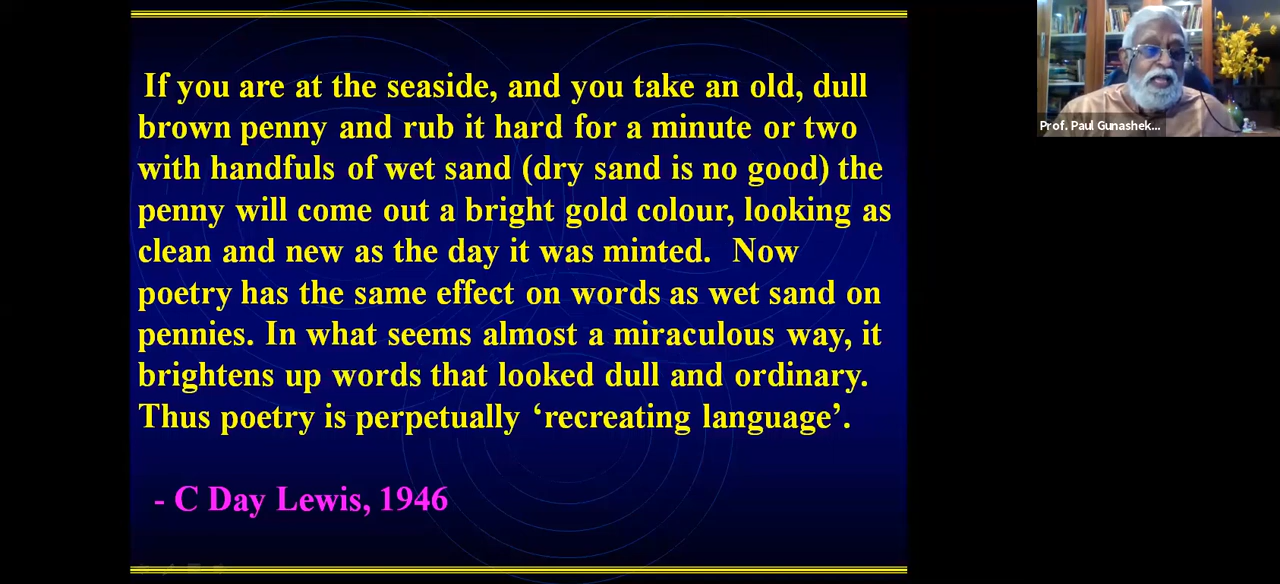 If you are at the seaside, and you take an old, dull
brown penny and rub it hard for a minute or two
with handfuls of wet sand (dry sand is no good) the
penny will come out a bright gold colour, looking as
clean and new as the day it was minted. Now
poetry has the same effect on words as wet sand on
pennies. In what seems almost a miraculous way, it
brightens up words that looked dull and ordinary.
Thus poetry is perpetually ‘recreating language’.
- C Day Lewis, 1946
Prof. Paul Gunashek...